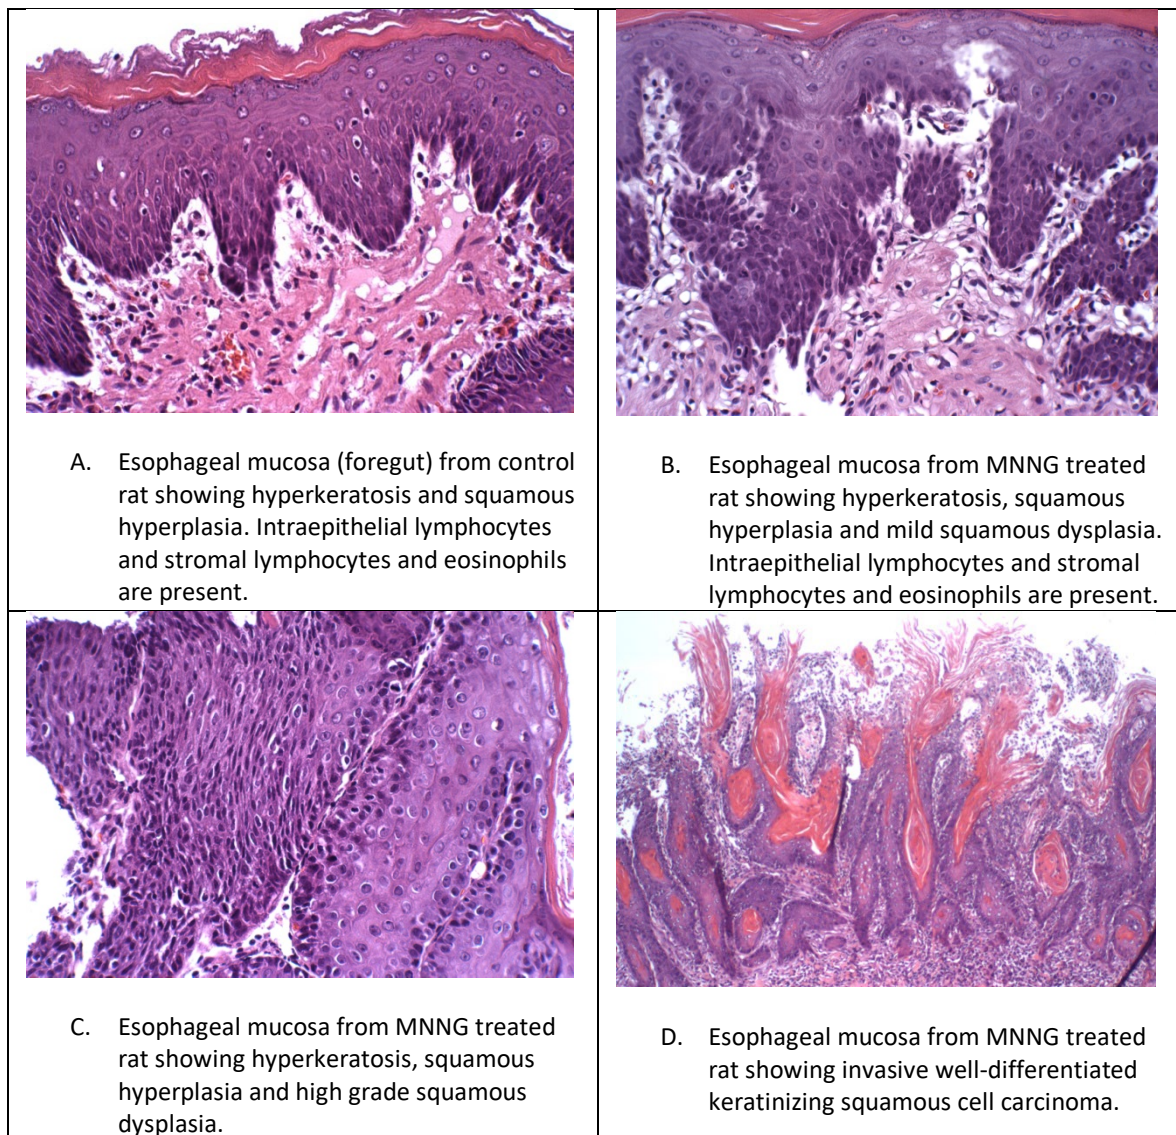 A. Esophageal mucosa (foregut) from control
rat showing hyperkeratosis and squamous
hyperplasia. Intraepithelial lymphocytes
and stromal lymphocytes and eosinophils
are present.
B. Esophageal mucosa from MNNG treated
rat showing hyperkeratosis, squamous
hyperplasia and mild squamous dysplasia.
Intraepithelial lymphocytes and stromal
lymphocytes and eosinophils are present.
C. Esophageal mucosa from MNNG treated
rat showing hyperkeratosis, squamous
hyperplasia and high grade squamous
dysplasia.
D. Esophageal mucosa from MNNG treated
rat showing invasive well-differentiated
keratinizing squamous cell carcinoma.